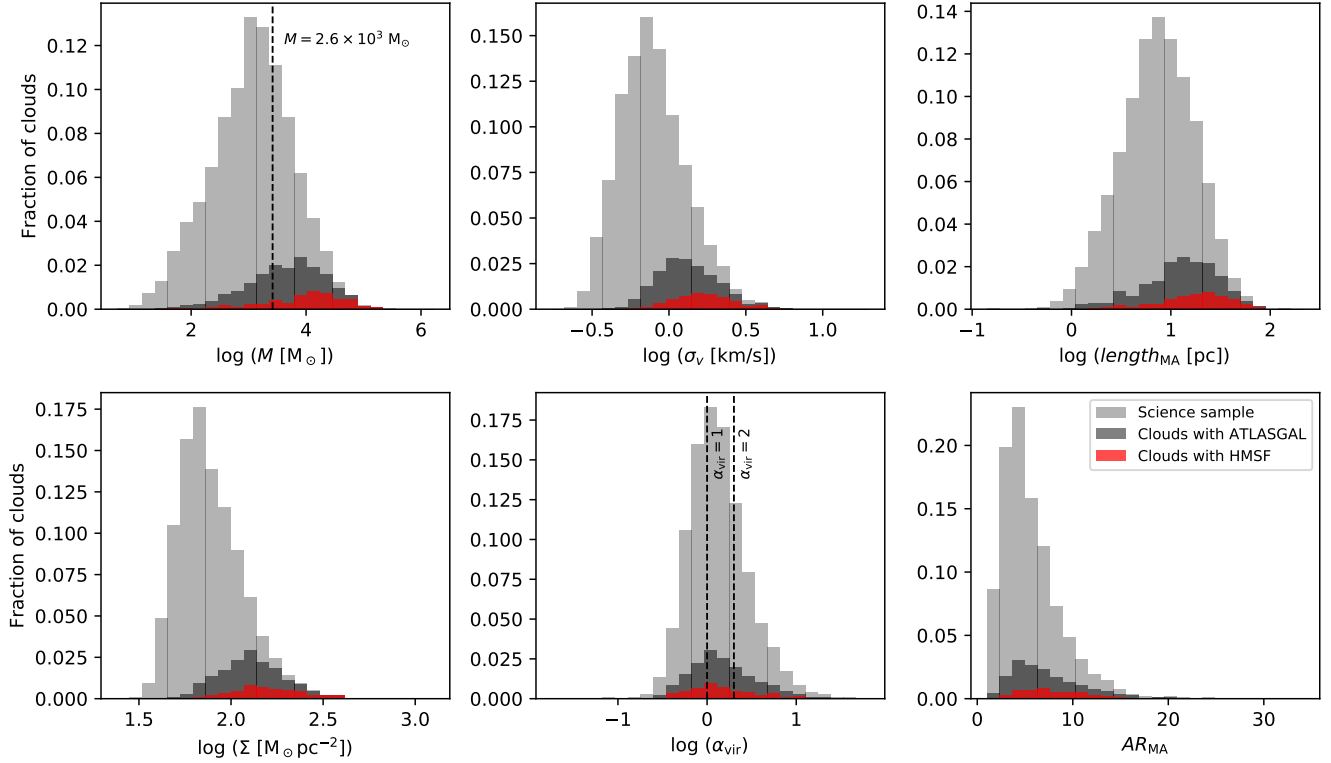 0.12
0.10
0.08
0.06
0.04
0.02
0.00
Fraction of clouds
M = 2.6 × 10³ M⊙
2 4 6
log (M [M⊙])
0.150
0.125
0.100
0.075
0.050
0.025
0.000
−0.5 0.0 0.5 1.0
log (σᵥ [km/s])
0.14
0.12
0.10
0.08
0.06
0.04
0.02
0.00
−1 0 1 2
log (length_MA [pc])
0.175
0.150
0.125
0.100
0.075
0.050
0.025
0.000
Fraction of clouds
1.5 2.0 2.5 3.0
log (Σ [M⊙pc⁻²])
0.175
0.150
0.125
0.100
0.075
0.050
0.025
0.000
α_vir = 1
α_vir = 2
−1 0 1
log (α_vir)
0.20
0.15
0.10
0.05
0.00
Science sample
Clouds with ATLASGAL
Clouds with HMSF
0 10 20 30
AR_MA